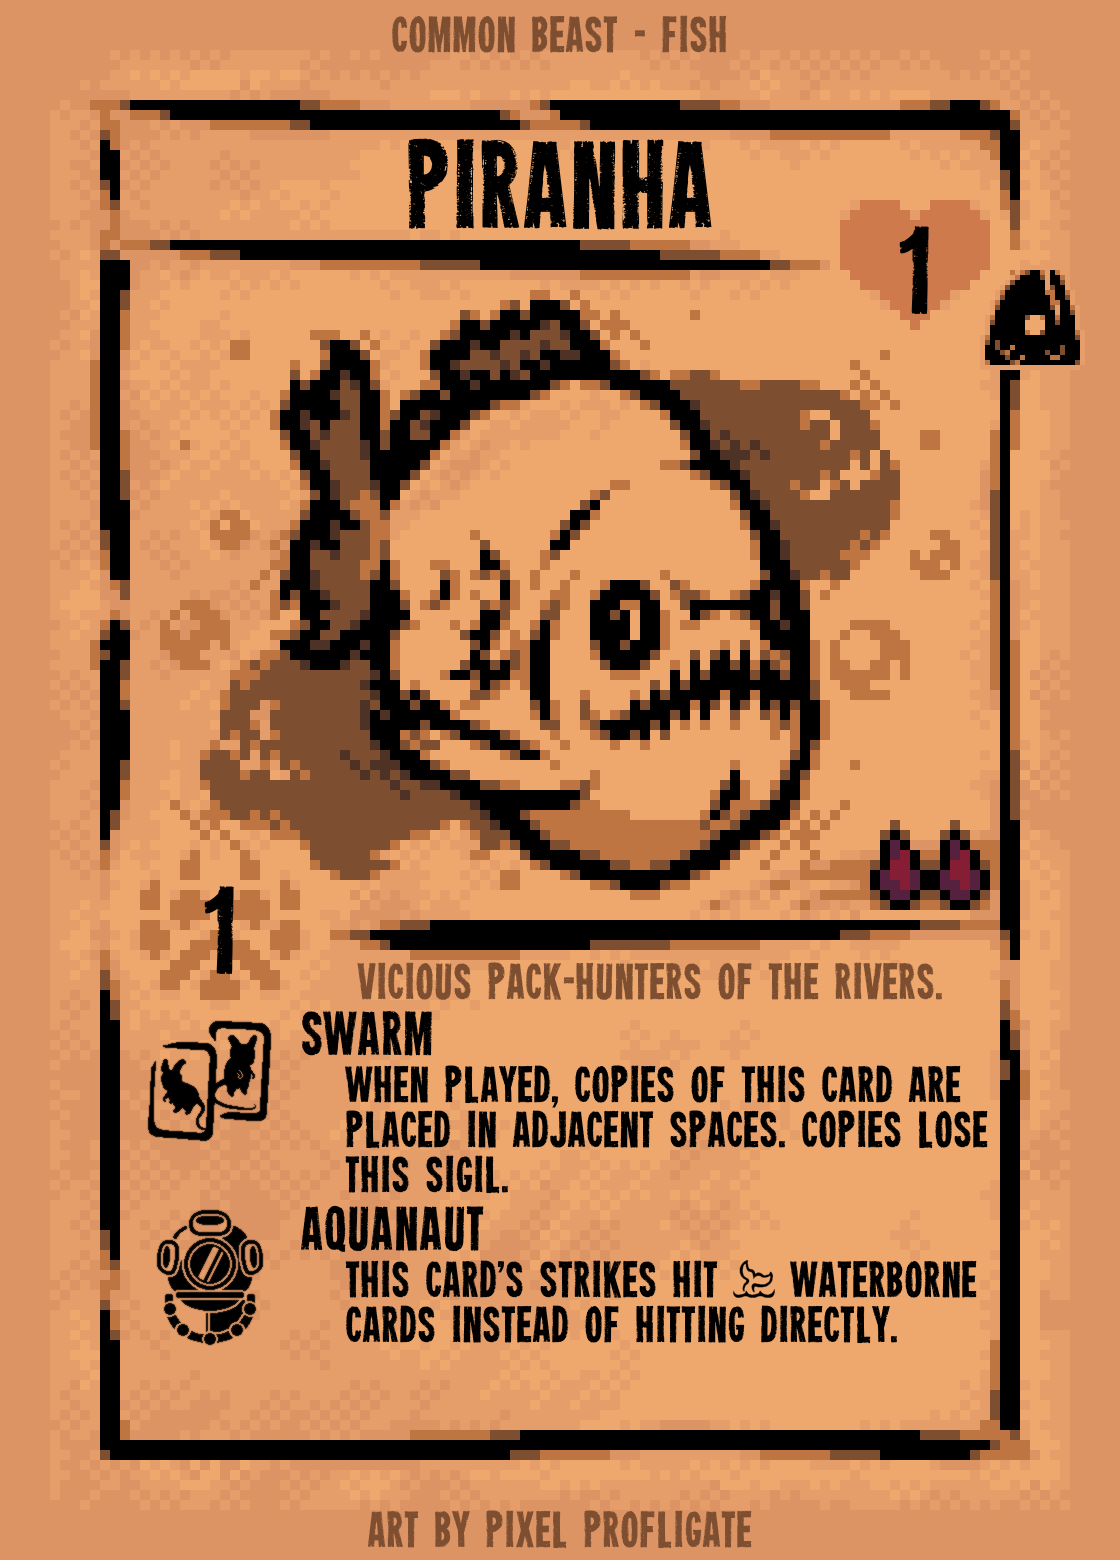 COMMON BEAST - FISH
PIRANHA
1
1
VICIOUS PACK-HUNTERS OF THE RIVERS.
SWARM
WHEN PLAYED, COPIES OF THIS CARD ARE
PLACED IN ADJACENT SPACES. COPIES LOSE
THIS SIGIL.
AQUANAUT
THIS CARD'S STRIKES HIT WATERBORNE
CARDS INSTEAD OF HITTING DIRECTLY.
ART BY PIXEL PROFLIGATE